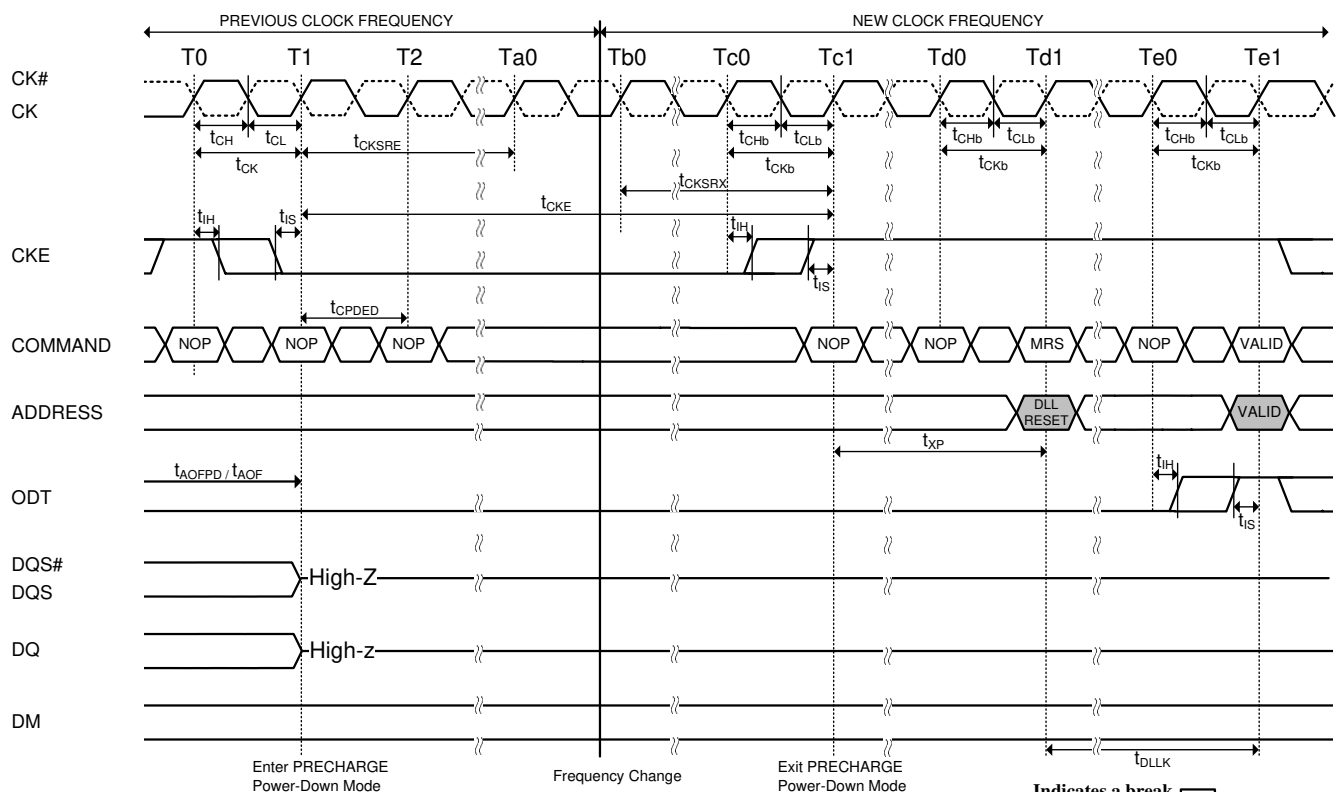 PREVIOUS CLOCK FREQUENCY NEW CLOCK FREQUENCY
T0 T1 T2 Ta0 Tb0 Tc0 Tc1 Td0 Td1 Te0 Te1
CK#
CK
tCH tCL tCHb tCLb tCHb tCLb tCHb tCLb
tCK tCKSRE tCKb tCKb tCKb
tCKSRX
tCKE
tIH tIS tIH
CKE
tIS
tCPDED
COMMAND NOP NOP NOP NOP NOP MRS NOP VALID
ADDRESS DLL RESET VALID
tXP
tAOFPD / tAOF tIH
ODT
tIS
DQS#
DQS
High-Z
DQ High-z
DM
tDLLK
Enter PRECHARGE
Power-Down Mode
Frequency Change
Exit PRECHARGE
Power-Down Mode
Indicates a break